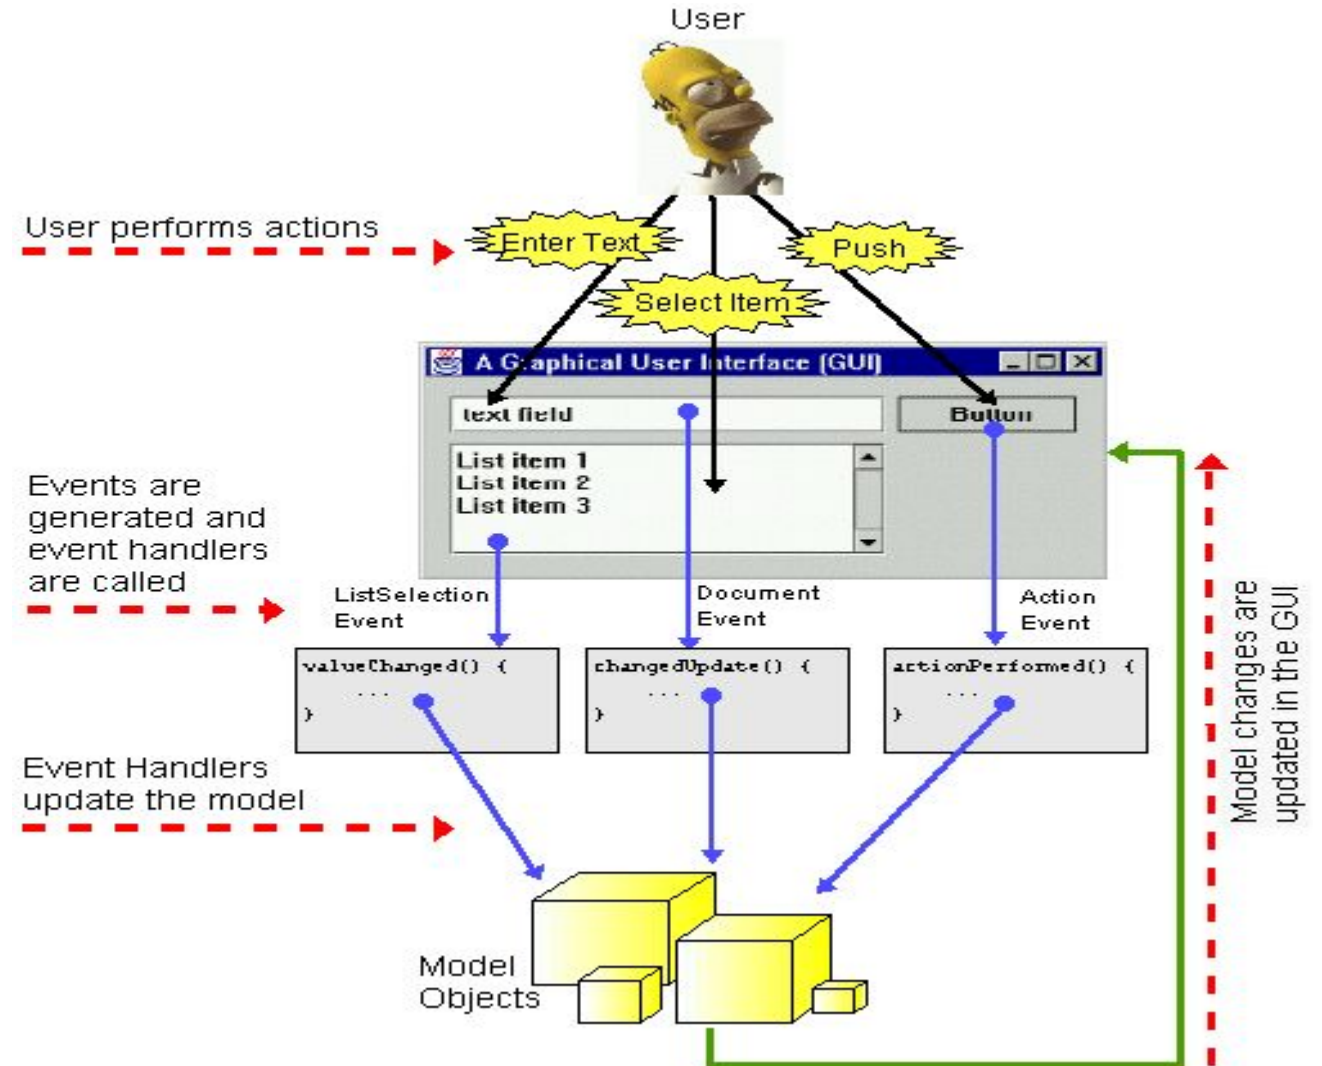 User
User performs actions
Enter Text
Push
Select Item
A Graphical User Interface (GUI)
text field
Button
List item 1
List item 2
List item 3
Events are
generated and
event handlers
are called
ListSelection
Event
Document
Event
Action
Event
valueChanged() {
...
}
changedUpdate() {
...
}
actionPerformed() {
...
}
Event Handlers
update the model
Model
Objects
Model changes are
updated in the GUI